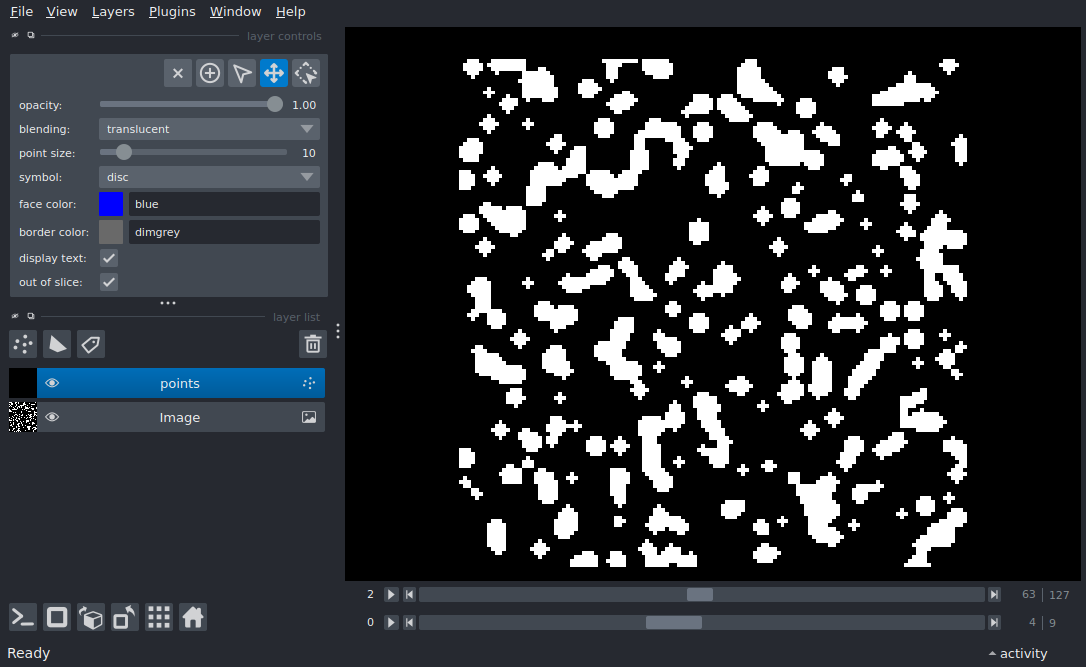 File View Layers Plugins Window Help
layer controls
opacity: 1.00
blending: translucent
point size: 10
symbol: disc
face color: blue
border color: dimgrey
display text:
out of slice:
layer list
points
Image
2 63 127
0 4 9
Ready activity